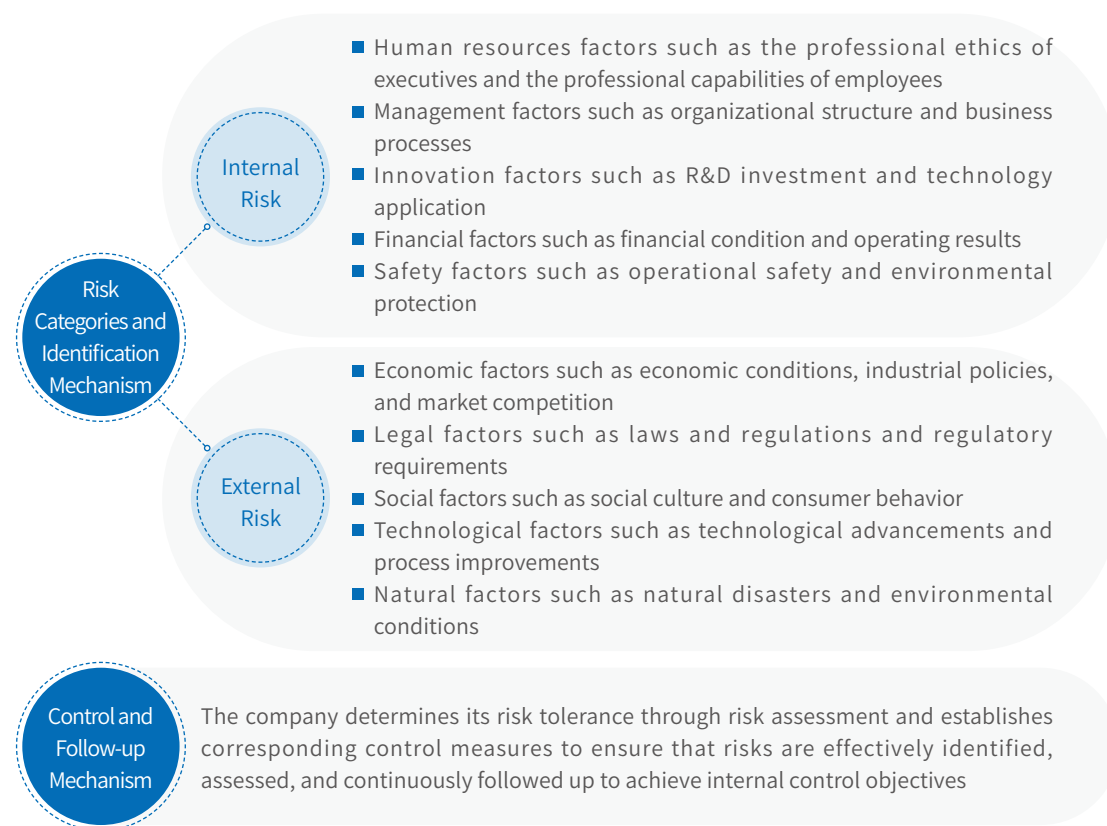 Risk
Categories and
Identification
Mechanism
Internal
Risk
Human resources factors such as the professional ethics of
executives and the professional capabilities of employees
Management factors such as organizational structure and business
processes
Innovation factors such as R&D investment and technology
application
Financial factors such as financial condition and operating results
Safety factors such as operational safety and environmental
protection
External
Risk
Economic factors such as economic conditions, industrial policies,
and market competition
Legal factors such as laws and regulations and regulatory
requirements
Social factors such as social culture and consumer behavior
Technological factors such as technological advancements and
process improvements
Natural factors such as natural disasters and environmental
conditions
Control and
Follow-up
Mechanism
The company determines its risk tolerance through risk assessment and establishes
corresponding control measures to ensure that risks are effectively identified,
assessed, and continuously followed up to achieve internal control objectives